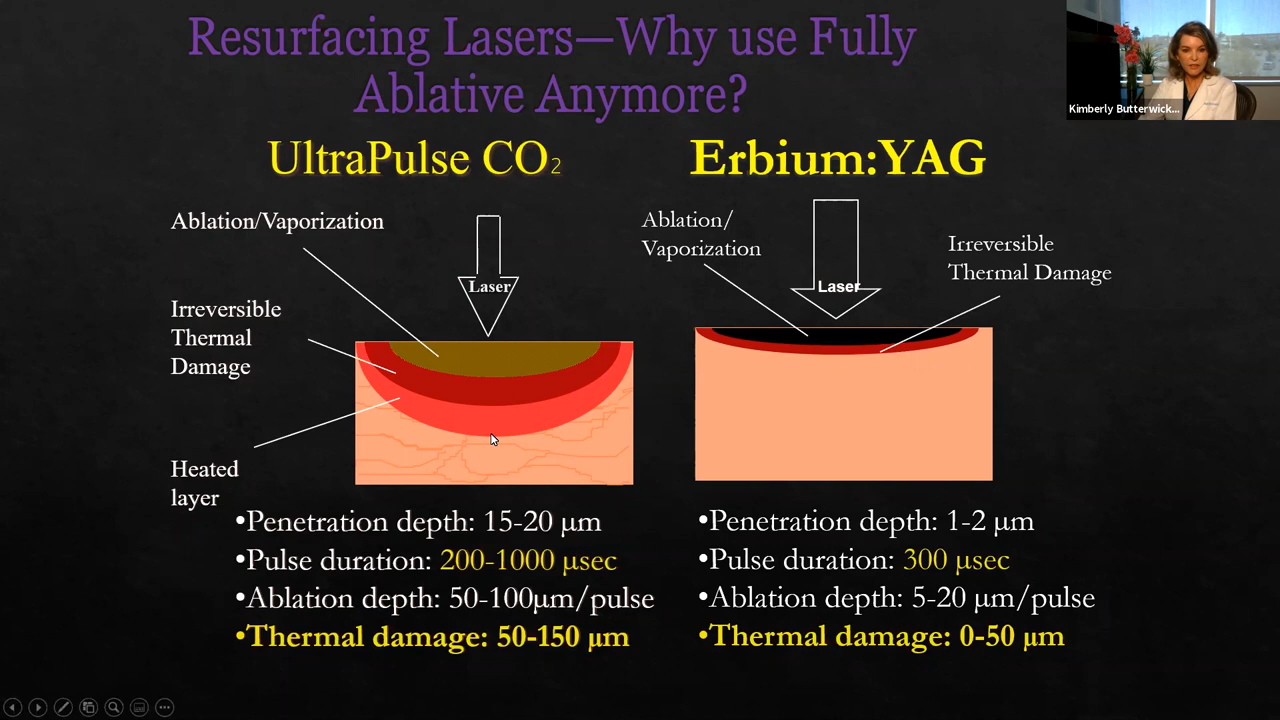 Resurfacing Lasers—Why use Fully
Ablative Anymore?
Kimberly Butterwick...
UltraPulse CO₂
Ablation/Vaporization
Laser
Irreversible
Thermal
Damage
Heated
layer
•Penetration depth: 15-20 µm
•Pulse duration: 200-1000 µsec
•Ablation depth: 50-100µm/pulse
•Thermal damage: 50-150 µm
Erbium:YAG
Ablation/
Vaporization
Laser
Irreversible
Thermal Damage
•Penetration depth: 1-2 µm
•Pulse duration: 300 µsec
•Ablation depth: 5-20 µm/pulse
•Thermal damage: 0-50 µm